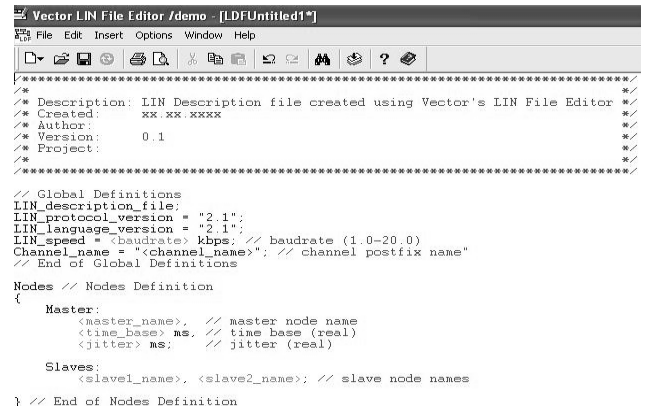 Vector LIN File Editor /demo - [LDFUntitled1*]
File Edit Insert Options Window Help
/****************************************************************************/
/* */
/* Description: LIN Description file created using Vector's LIN File Editor */
/* Created: xx.xx.xxxx */
/* Author: */
/* Version: 0.1 */
/* Project: */
/* */
/****************************************************************************/
// Global Definitions
LIN_description_file;
LIN_protocol_version = "2.1";
LIN_language_version = "2.1";
LIN_speed = <baudrate> kbps; // baudrate (1.0-20.0)
Channel_name = "<channel_name>"; // channel postfix name"
// End of Global Definitions
Nodes // Nodes Definition
{
Master:
<master_name>, // master node name
<time_base> ms, // time base (real)
<jitter> ms; // jitter (real)
Slaves:
<slave1_name>, <slave2_name>; // slave node names
} // End of Nodes Definition